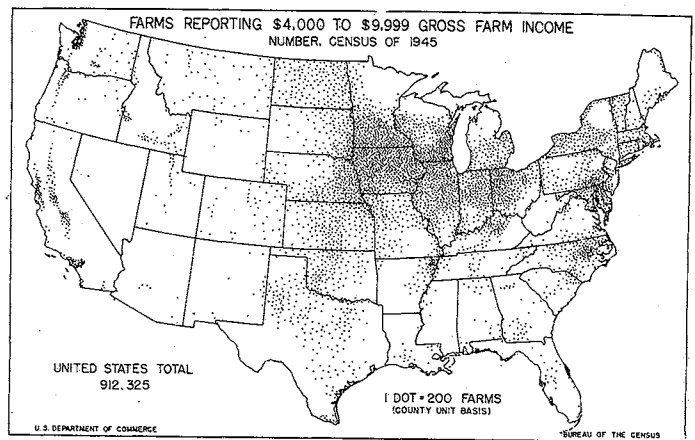 FARMS REPORTING $4,000 TO $9,999 GROSS FARM INCOME
NUMBER, CENSUS OF 1945
UNITED STATES TOTAL
912,325
1 DOT = 200 FARMS
(COUNTY UNIT BASIS)
U.S. DEPARTMENT OF COMMERCE
BUREAU OF THE CENSUS